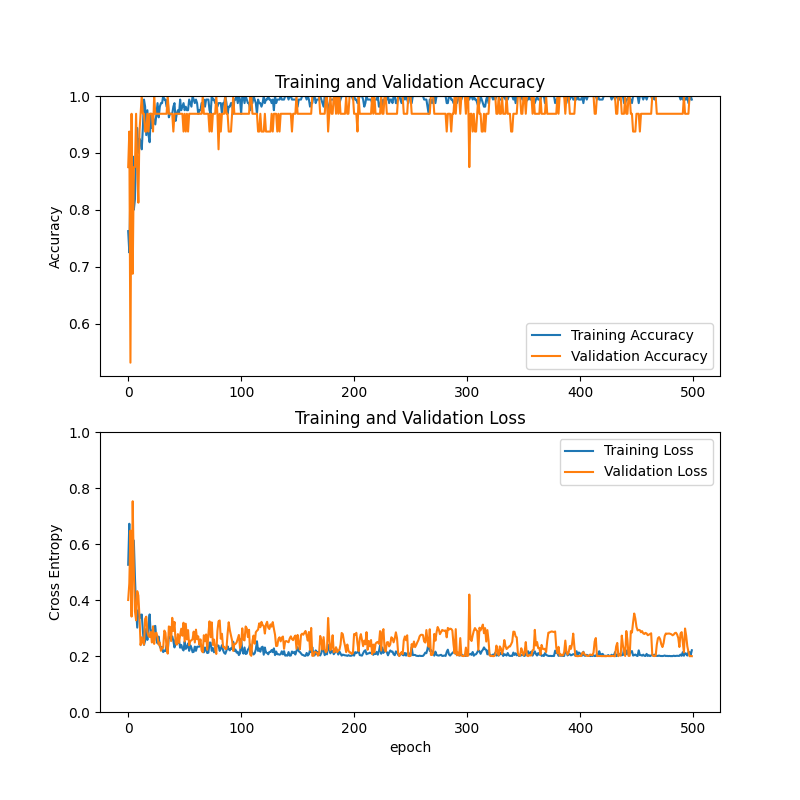 Training and Validation Accuracy
1.0
0.9
0.8
0.7
0.6
Accuracy
Training Accuracy
Validation Accuracy
0
100
200
300
400
500
Training and Validation Loss
1.0
0.8
0.6
0.4
0.2
0.0
Cross Entropy
Training Loss
Validation Loss
0
100
200
300
400
500
epoch